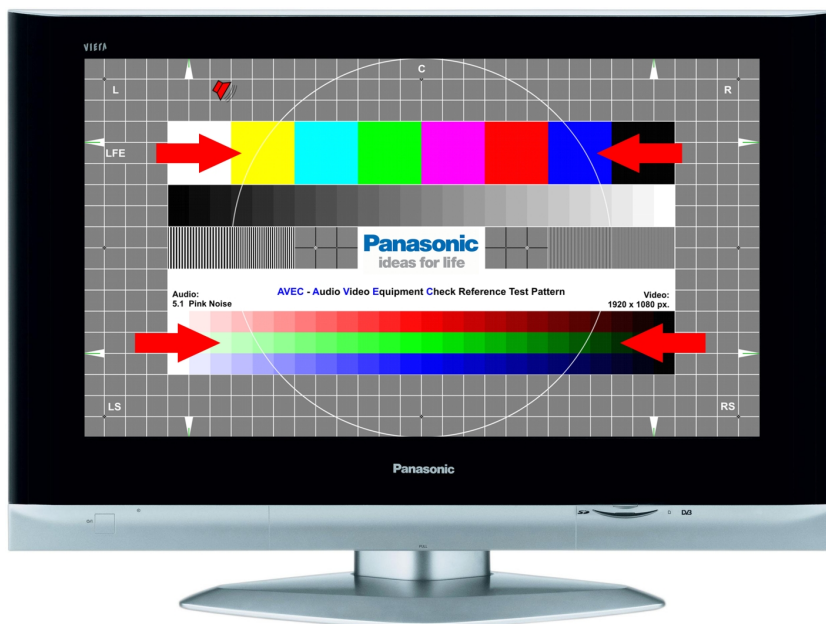 VIERA
C
L
R
LFE
Panasonic
ideas for life
AVEC - Audio Video Equipment Check Reference Test Pattern
Audio:
5.1 Pink Noise
Video:
1920 x 1080 px.
LS
RS
Panasonic
SD
DVB